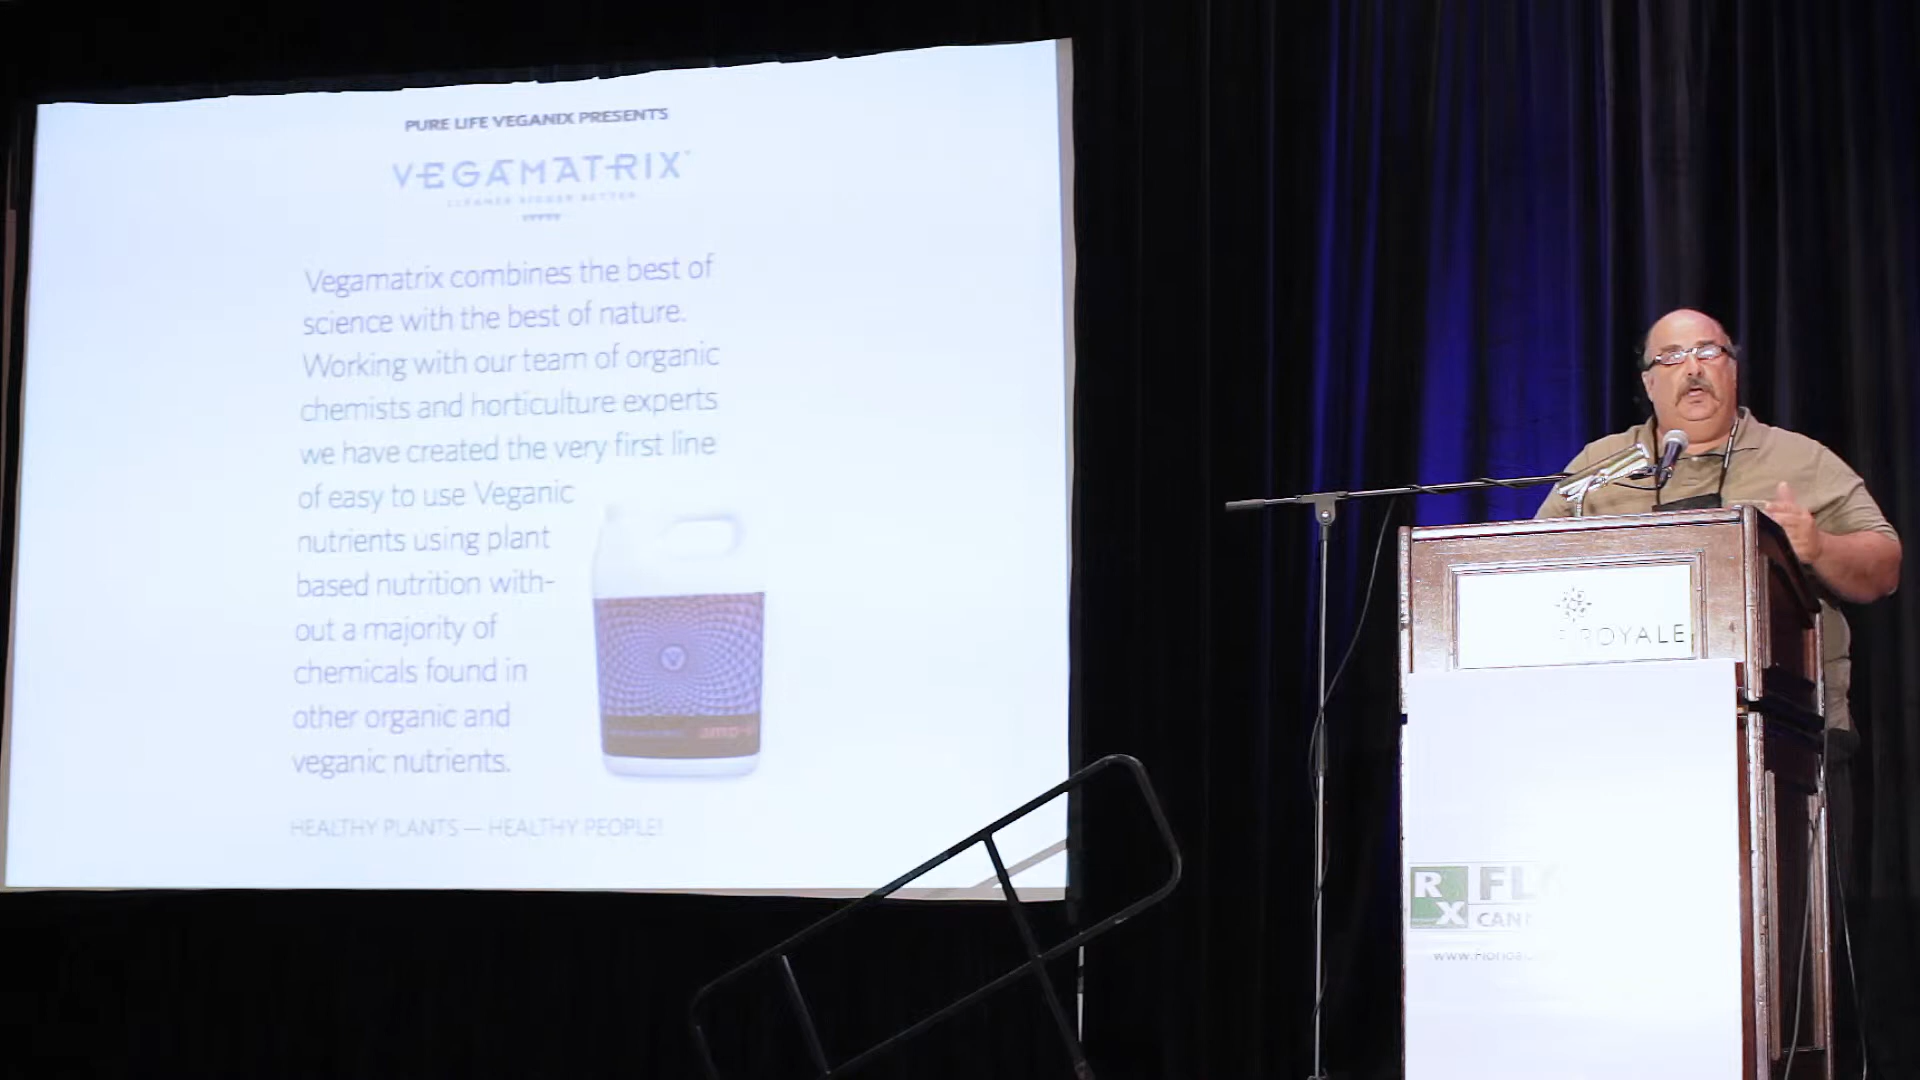 PURE LIFE VEGANIX PRESENTS
VEGAMATRIX
CLEANER BIGGER BETTER
Vegamatrix combines the best of
science with the best of nature.
Working with our team of organic
chemists and horticulture experts
we have created the very first line
of easy to use Veganic
nutrients using plant
based nutrition with-
out a majority of
chemicals found in
other organic and
veganic nutrients.
HEALTHY PLANTS — HEALTHY PEOPLE!
ROYALE
RX